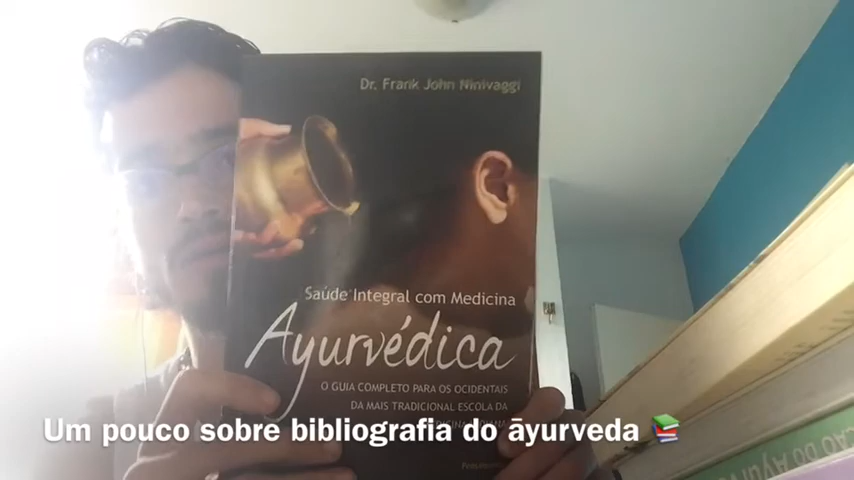 Dr. Frank John Ninivaggi
Saúde Integral com Medicina
Ayurvédica
O GUIA COMPLETO PARA OS OCIDENTAIS
DA MAIS TRADICIONAL ESCOLA DA
Um pouco sobre bibliografia do āyurveda 📚